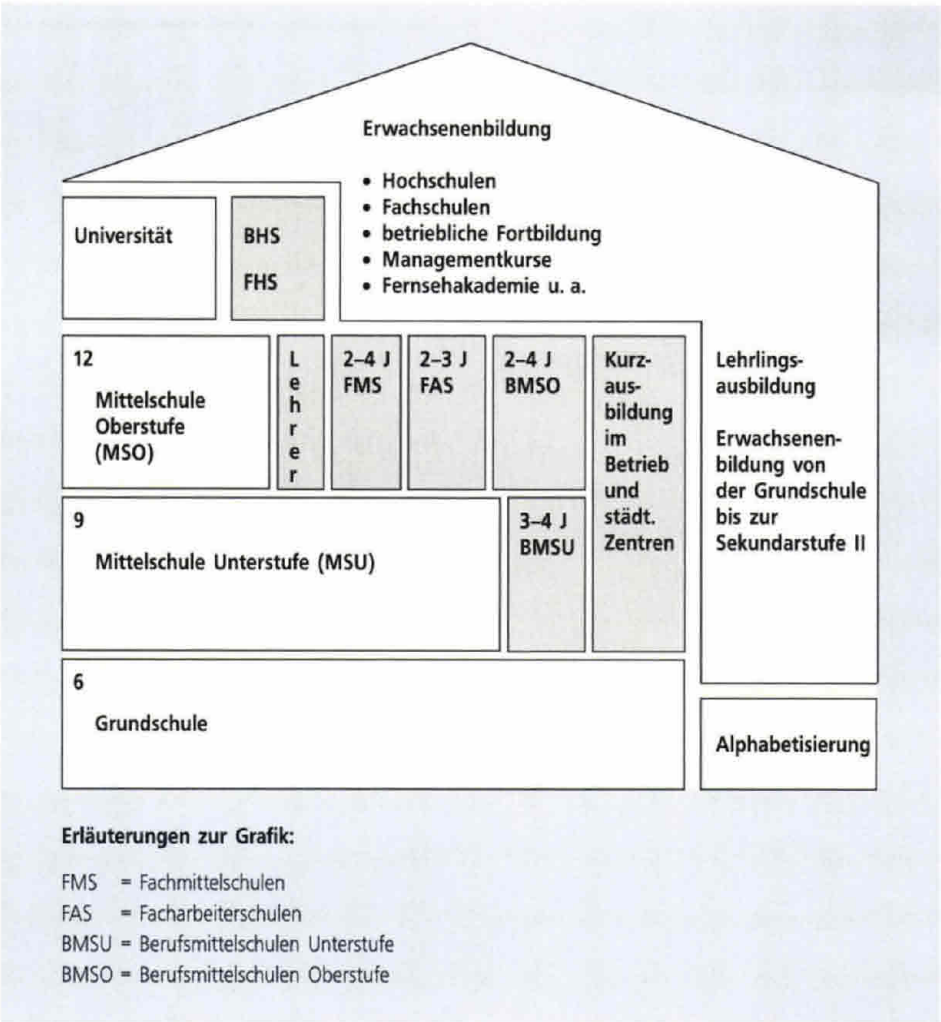 Erwachsenenbildung
• Hochschulen
• Fachschulen
• betriebliche Fortbildung
• Managementkurse
• Fernsehakademie u. a.
Universität
BHS
FHS
12
Mittelschule
Oberstufe
(MSO)
L
e
h
r
e
r
2–4 J
FMS
2–3 J
FAS
2–4 J
BMSO
Kurz-
aus-
bildung
im
Betrieb
und
städt.
Zentren
Lehrlings-
ausbildung
Erwachsenen-
bildung von
der Grundschule
bis zur
Sekundarstufe II
9
Mittelschule Unterstufe (MSU)
3–4 J
BMSU
6
Grundschule
Alphabetisierung
Erläuterungen zur Grafik:
FMS = Fachmittelschulen
FAS = Facharbeiterschulen
BMSU = Berufsmittelschulen Unterstufe
BMSO = Berufsmittelschulen Oberstufe